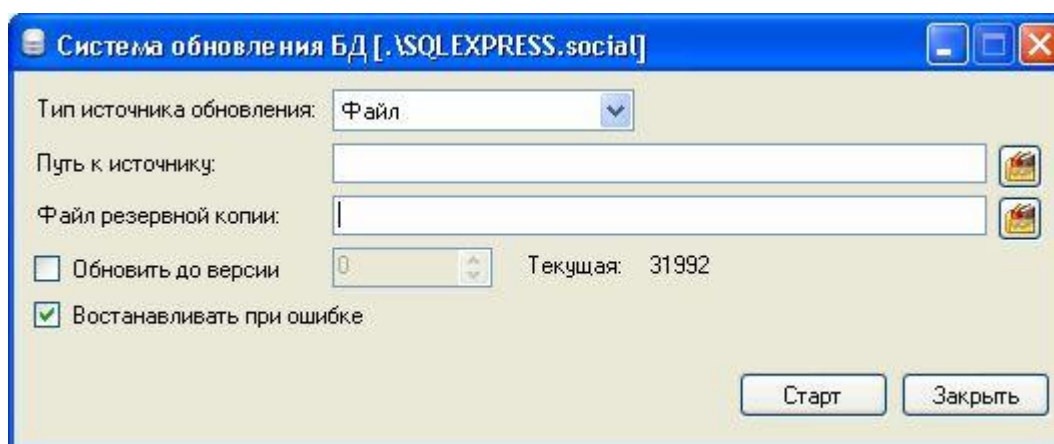 Система обновления БД [.\SQLEXPRESS.social]
Тип источника обновления: Файл
Путь к источнику:
Файл резервной копии:
Обновить до версии 0 Текущая: 31992
Востанавливать при ошибке
Старт Закрыть